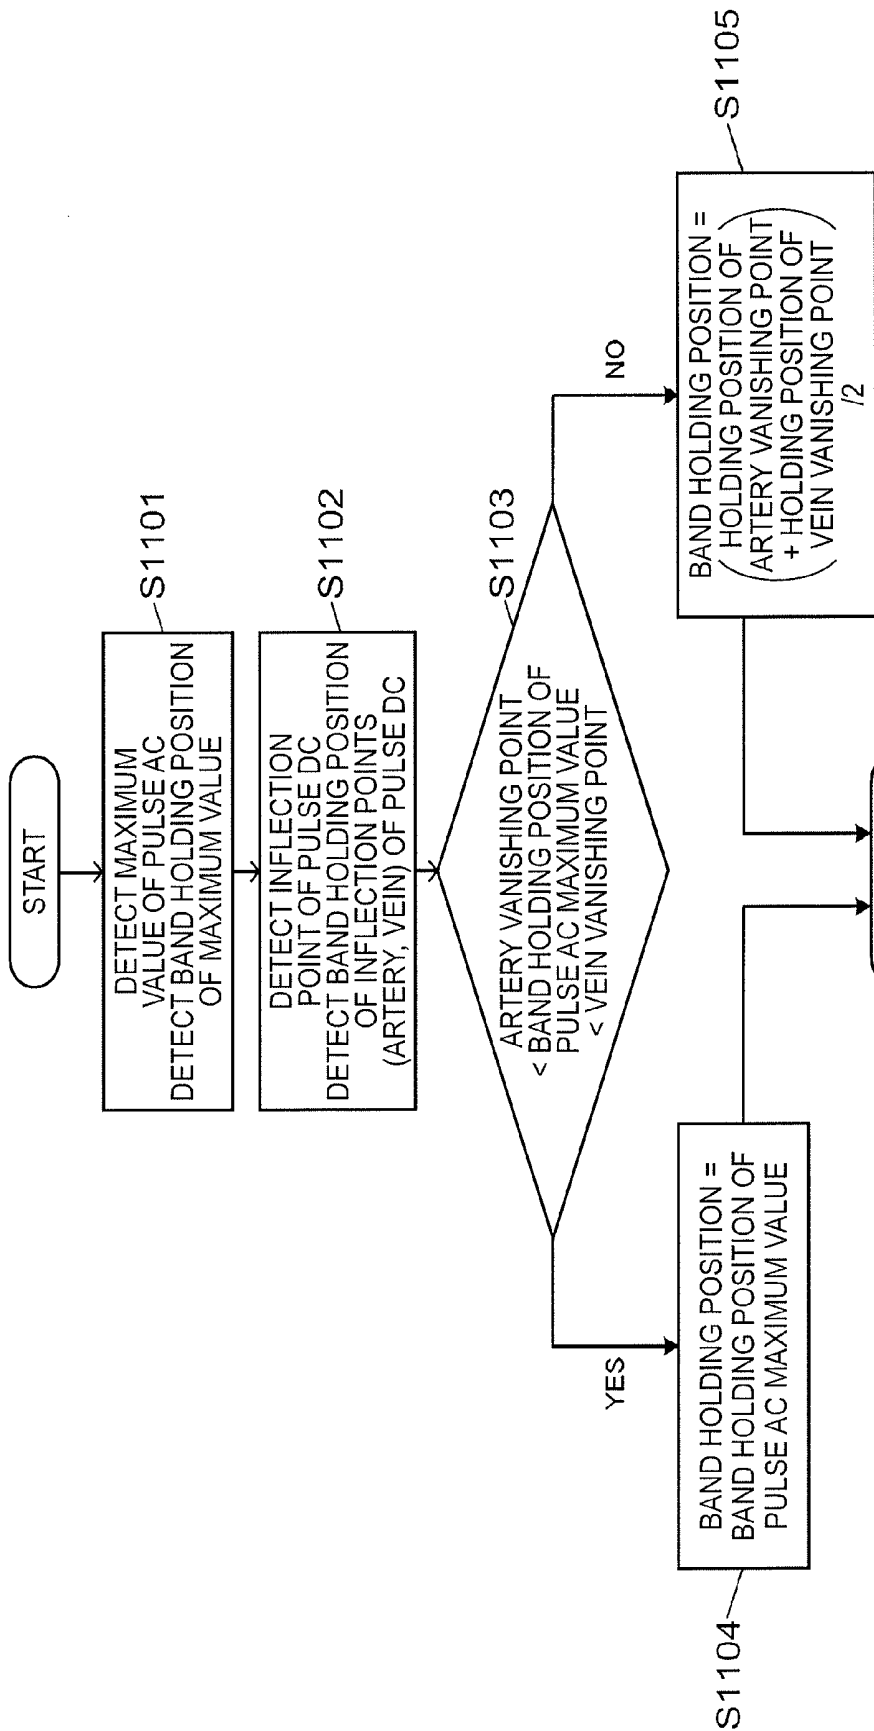 START
DETECT MAXIMUM
VALUE OF PULSE AC
DETECT BAND HOLDING POSITION
OF MAXIMUM VALUE
S1101
DETECT INFLECTION
POINT OF PULSE DC
DETECT BAND HOLDING POSITION
OF INFLECTION POINTS
(ARTERY, VEIN) OF PULSE DC
S1102
ARTERY VANISHING POINT
< BAND HOLDING POSITION OF
PULSE AC MAXIMUM VALUE
< VEIN VANISHING POINT
S1103
YES
NO
BAND HOLDING POSITION =
BAND HOLDING POSITION OF
PULSE AC MAXIMUM VALUE
S1104
BAND HOLDING POSITION =
(HOLDING POSITION OF
ARTERY VANISHING POINT
+ HOLDING POSITION OF
VEIN VANISHING POINT)
/2
S1105